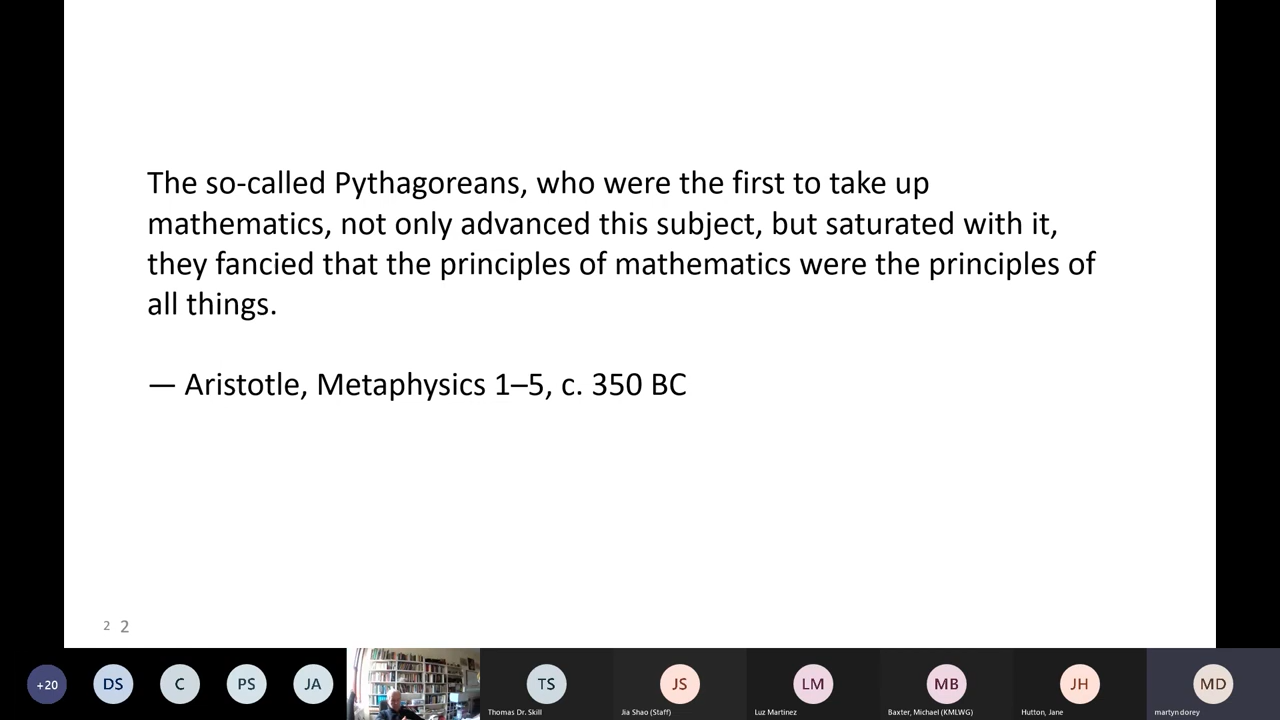 The so-called Pythagoreans, who were the first to take up
mathematics, not only advanced this subject, but saturated with it,
they fancied that the principles of mathematics were the principles of
all things.
— Aristotle, Metaphysics 1–5, c. 350 BC
2 2
+20 DS C PS JA TS JS LM MB JH MD
Thomas Dr. Skill Jia Shao (Staff) Luz Martinez Baxter, Michael (KMLWG) Hutton, Jane martyn dorey